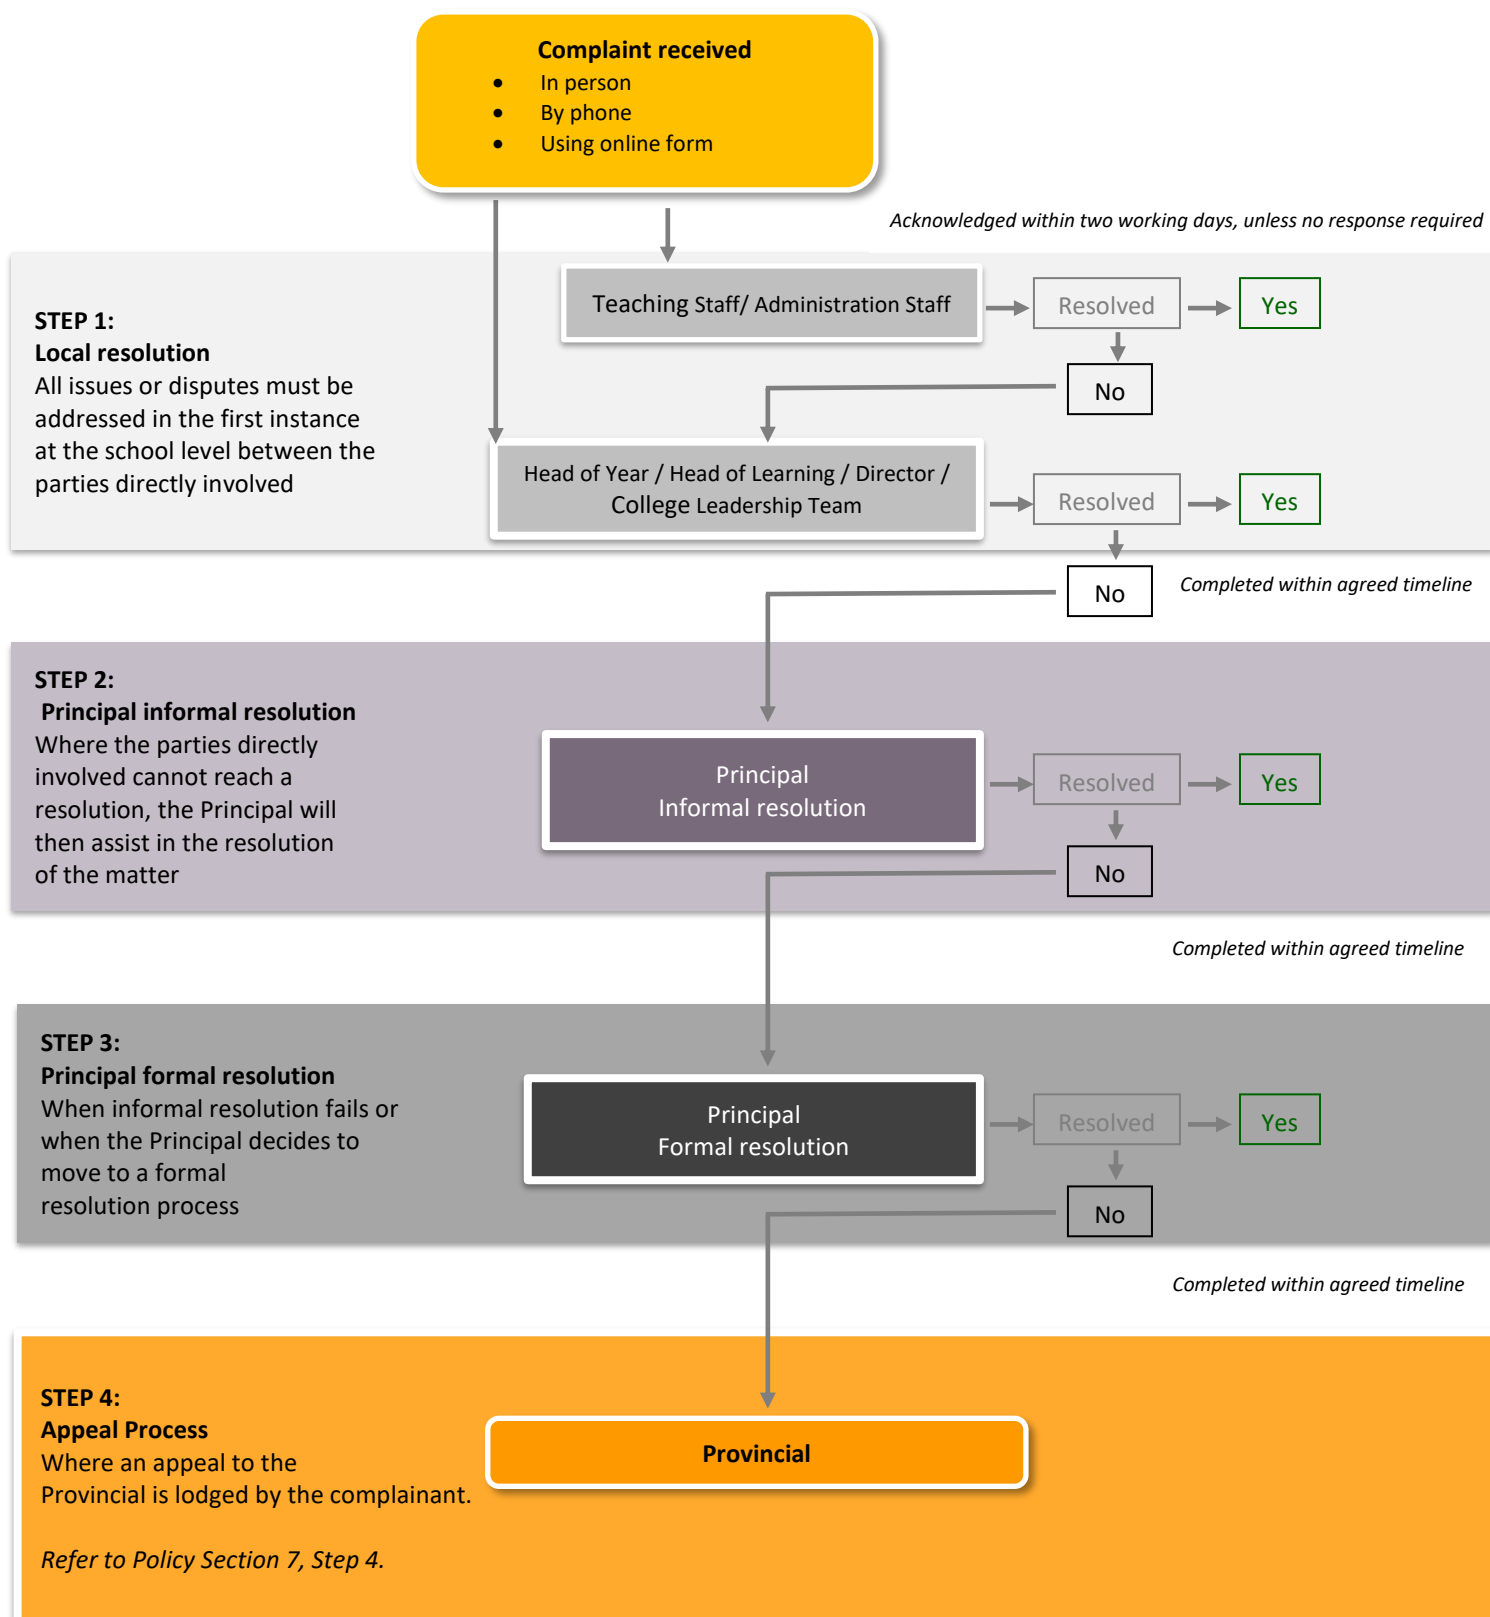 Complaint received
• In person
• By phone
• Using online form
Acknowledged within two working days, unless no response required
STEP 1:
Local resolution
All issues or disputes must be
addressed in the first instance
at the school level between the
parties directly involved
Teaching Staff/ Administration Staff
Resolved
Yes
No
Head of Year / Head of Learning / Director /
College Leadership Team
Resolved
Yes
No
Completed within agreed timeline
STEP 2:
Principal informal resolution
Where the parties directly
involved cannot reach a
resolution, the Principal will
then assist in the resolution
of the matter
Principal
Informal resolution
Resolved
Yes
No
Completed within agreed timeline
STEP 3:
Principal formal resolution
When informal resolution fails or
when the Principal decides to
move to a formal
resolution process
Principal
Formal resolution
Resolved
Yes
No
Completed within agreed timeline
STEP 4:
Appeal Process
Where an appeal to the
Provincial is lodged by the complainant.
Refer to Policy Section 7, Step 4.
Provincial